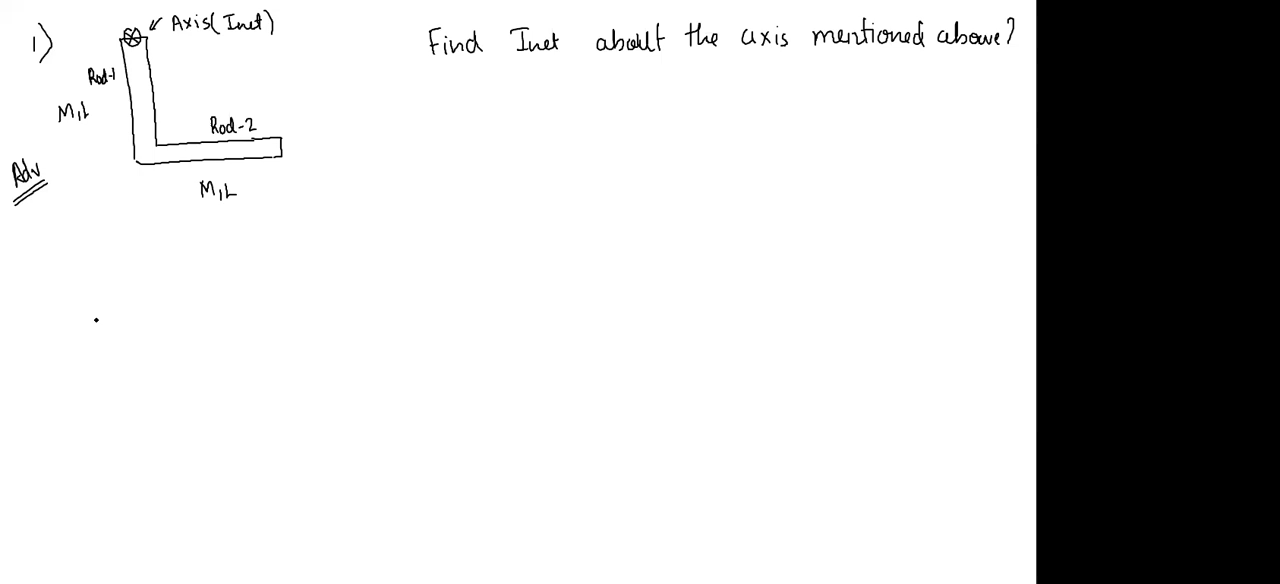 1)
Axis(Inet)
Find Inet about the axis mentioned above?
Rod-1
M,L
Rod-2
Adv
M,L